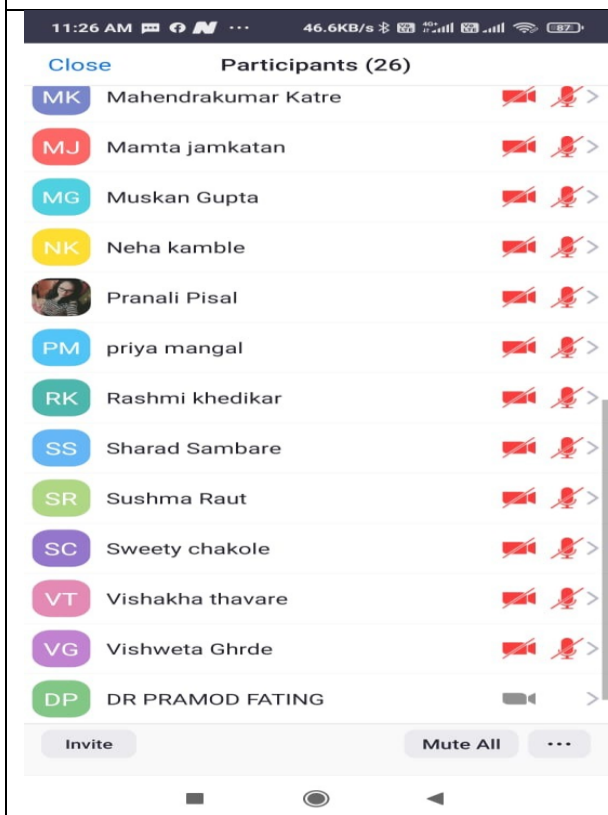 11:26 AM ... 46.6KB/s 87
Close Participants (26)
MK Mahendrakumar Katre
MJ Mamta jamkatan
MG Muskan Gupta
NK Neha kamble
Pranali Pisal
PM priya mangal
RK Rashmi khedikar
SS Sharad Sambare
SR Sushma Raut
SC Sweety chakole
VT Vishakha thavare
VG Vishweta Ghrde
DP DR PRAMOD FATING
Invite Mute All ...